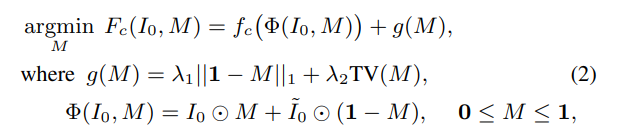 argmin F_c(I_0, M) = f_c(Φ(I_0, M)) + g(M),
M
where g(M) = λ_1||1 − M||_1 + λ_2TV(M), (2)
Φ(I_0, M) = I_0 ⊙ M + Ĩ_0 ⊙ (1 − M), 0 ≤ M ≤ 1,